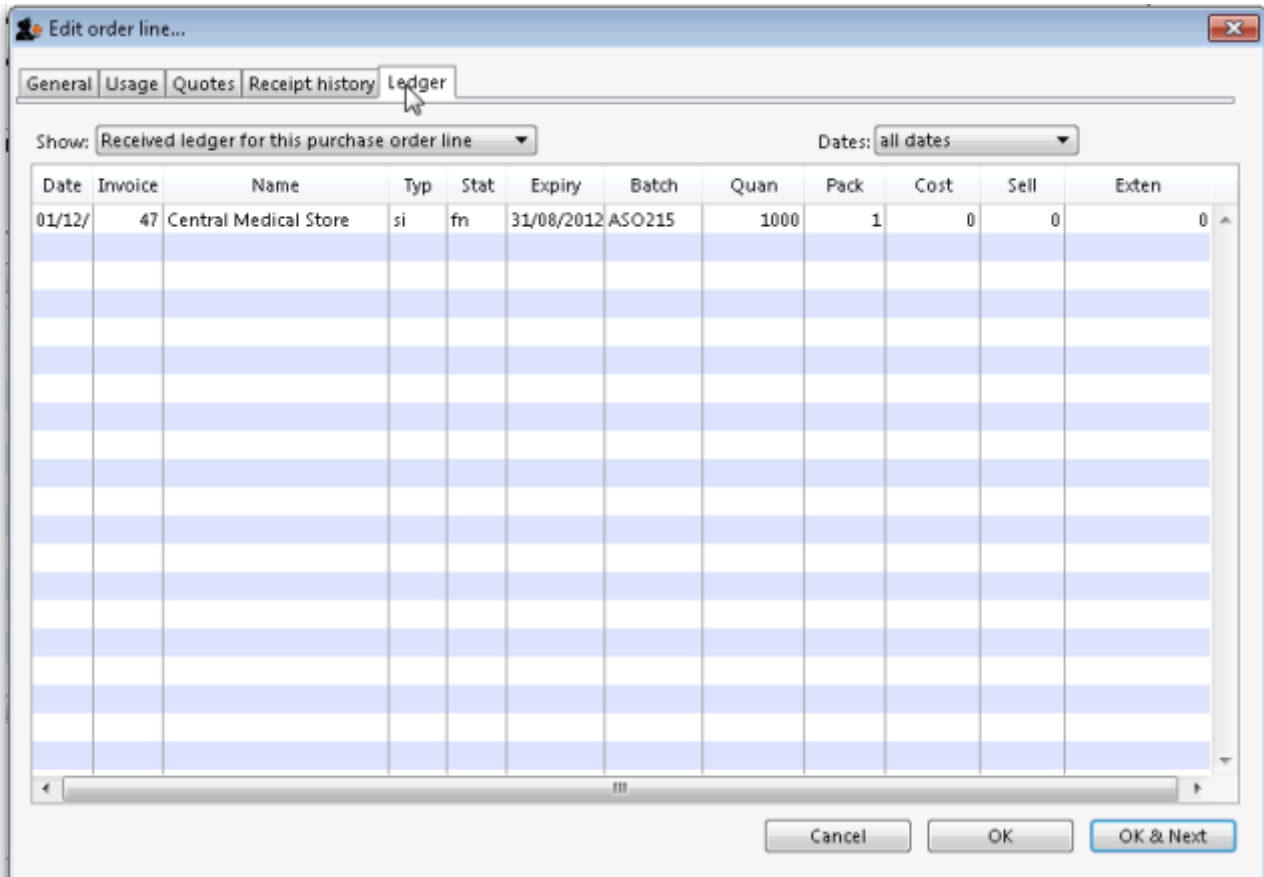 Edit order line...
General Usage Quotes Receipt history Ledger
Show: Received ledger for this purchase order line Dates: all dates
Date Invoice Name Typ Stat Expiry Batch Quan Pack Cost Sell Exten
01/12/ 47 Central Medical Store si fn 31/08/2012 ASO215 1000 1 0 0 0
Cancel OK OK & Next